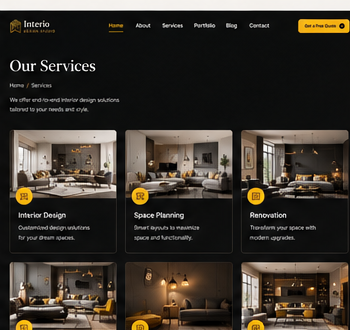 Interio
DESIGN STUDIO
Home About Services Portfolio Blog Contact
Get a Free Quote
Our Services
Home / Services
We offer end-to-end interior design solutions
tailored to your needs and style.
Interior Design
Customized design solutions
for your dream spaces.
Space Planning
Smart layouts to maximize
space and functionality.
Renovation
Transform your space with
modern upgrades.